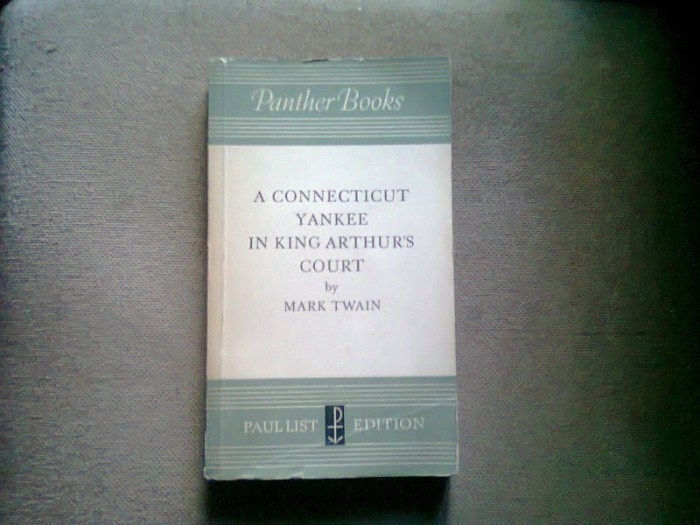 Panther Books
A CONNECTICUT
YANKEE
IN KING ARTHUR'S
COURT
by
MARK TWAIN
PAUL LIST EDITION